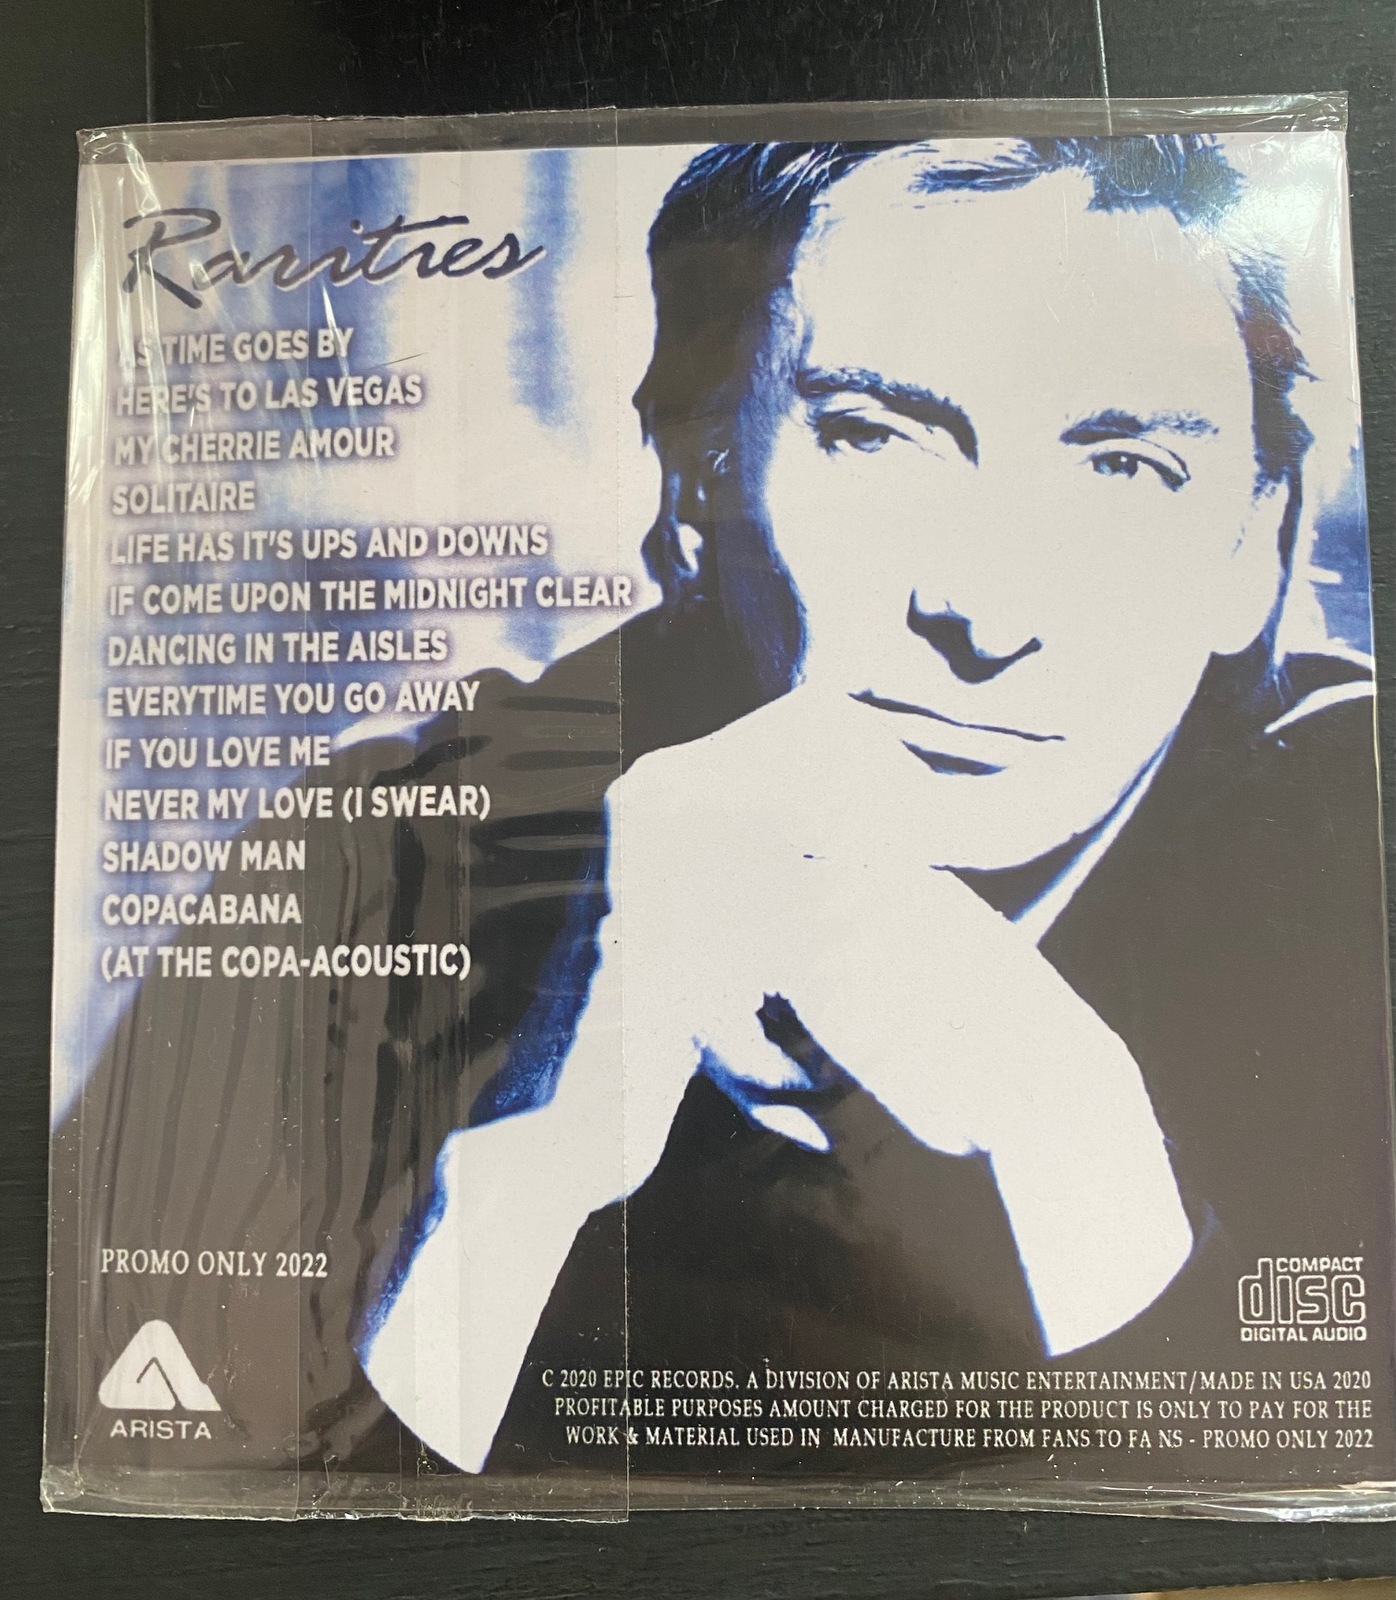 Rarities
AS TIME GOES BY
HERE'S TO LAS VEGAS
MY CHERRIE AMOUR
SOLITAIRE
LIFE HAS IT'S UPS AND DOWNS
IF COME UPON THE MIDNIGHT CLEAR
DANCING IN THE AISLES
EVERYTIME YOU GO AWAY
IF YOU LOVE ME
NEVER MY LOVE (I SWEAR)
SHADOW MAN
COPACABANA
(AT THE COPA-ACOUSTIC)
PROMO ONLY 2022
ARISTA
COMPACT
disc
DIGITAL AUDIO
C 2020 EPIC RECORDS. A DIVISION OF ARISTA MUSIC ENTERTAINMENT/MADE IN USA 2020
PROFITABLE PURPOSES AMOUNT CHARGED FOR THE PRODUCT IS ONLY TO PAY FOR THE
WORK & MATERIAL USED IN MANUFACTURE FROM FANS TO FA NS - PROMO ONLY 2022